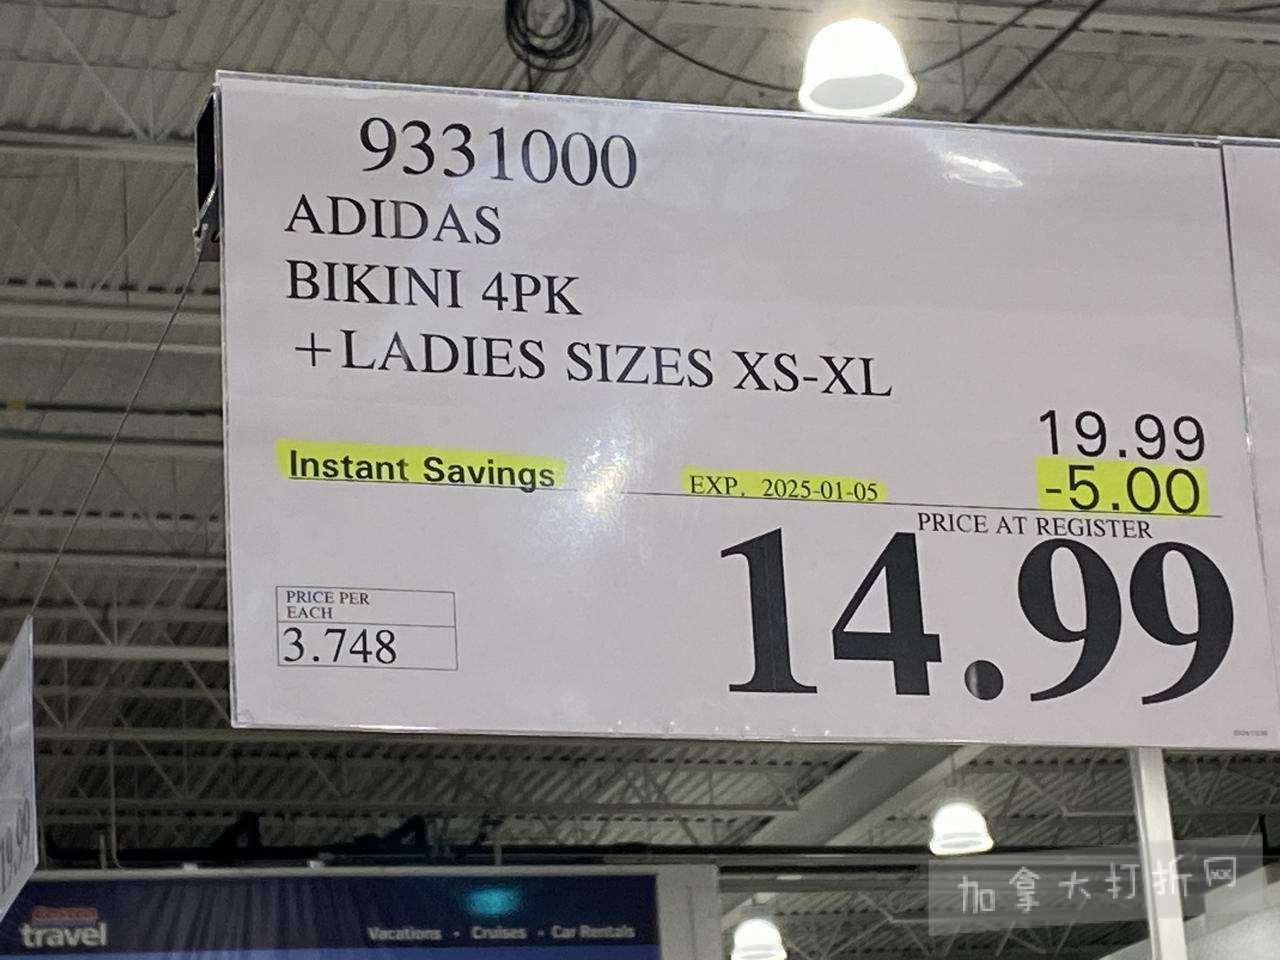 9331000
ADIDAS
BIKINI 4PK
+LADIES SIZES XS-XL
19.99
Instant Savings EXP. 2025-01-05 -5.00
PRICE AT REGISTER
14.99
PRICE PER
EACH
3.748
travel
Vacations • Cruises • Car Rentals
加拿大打折网